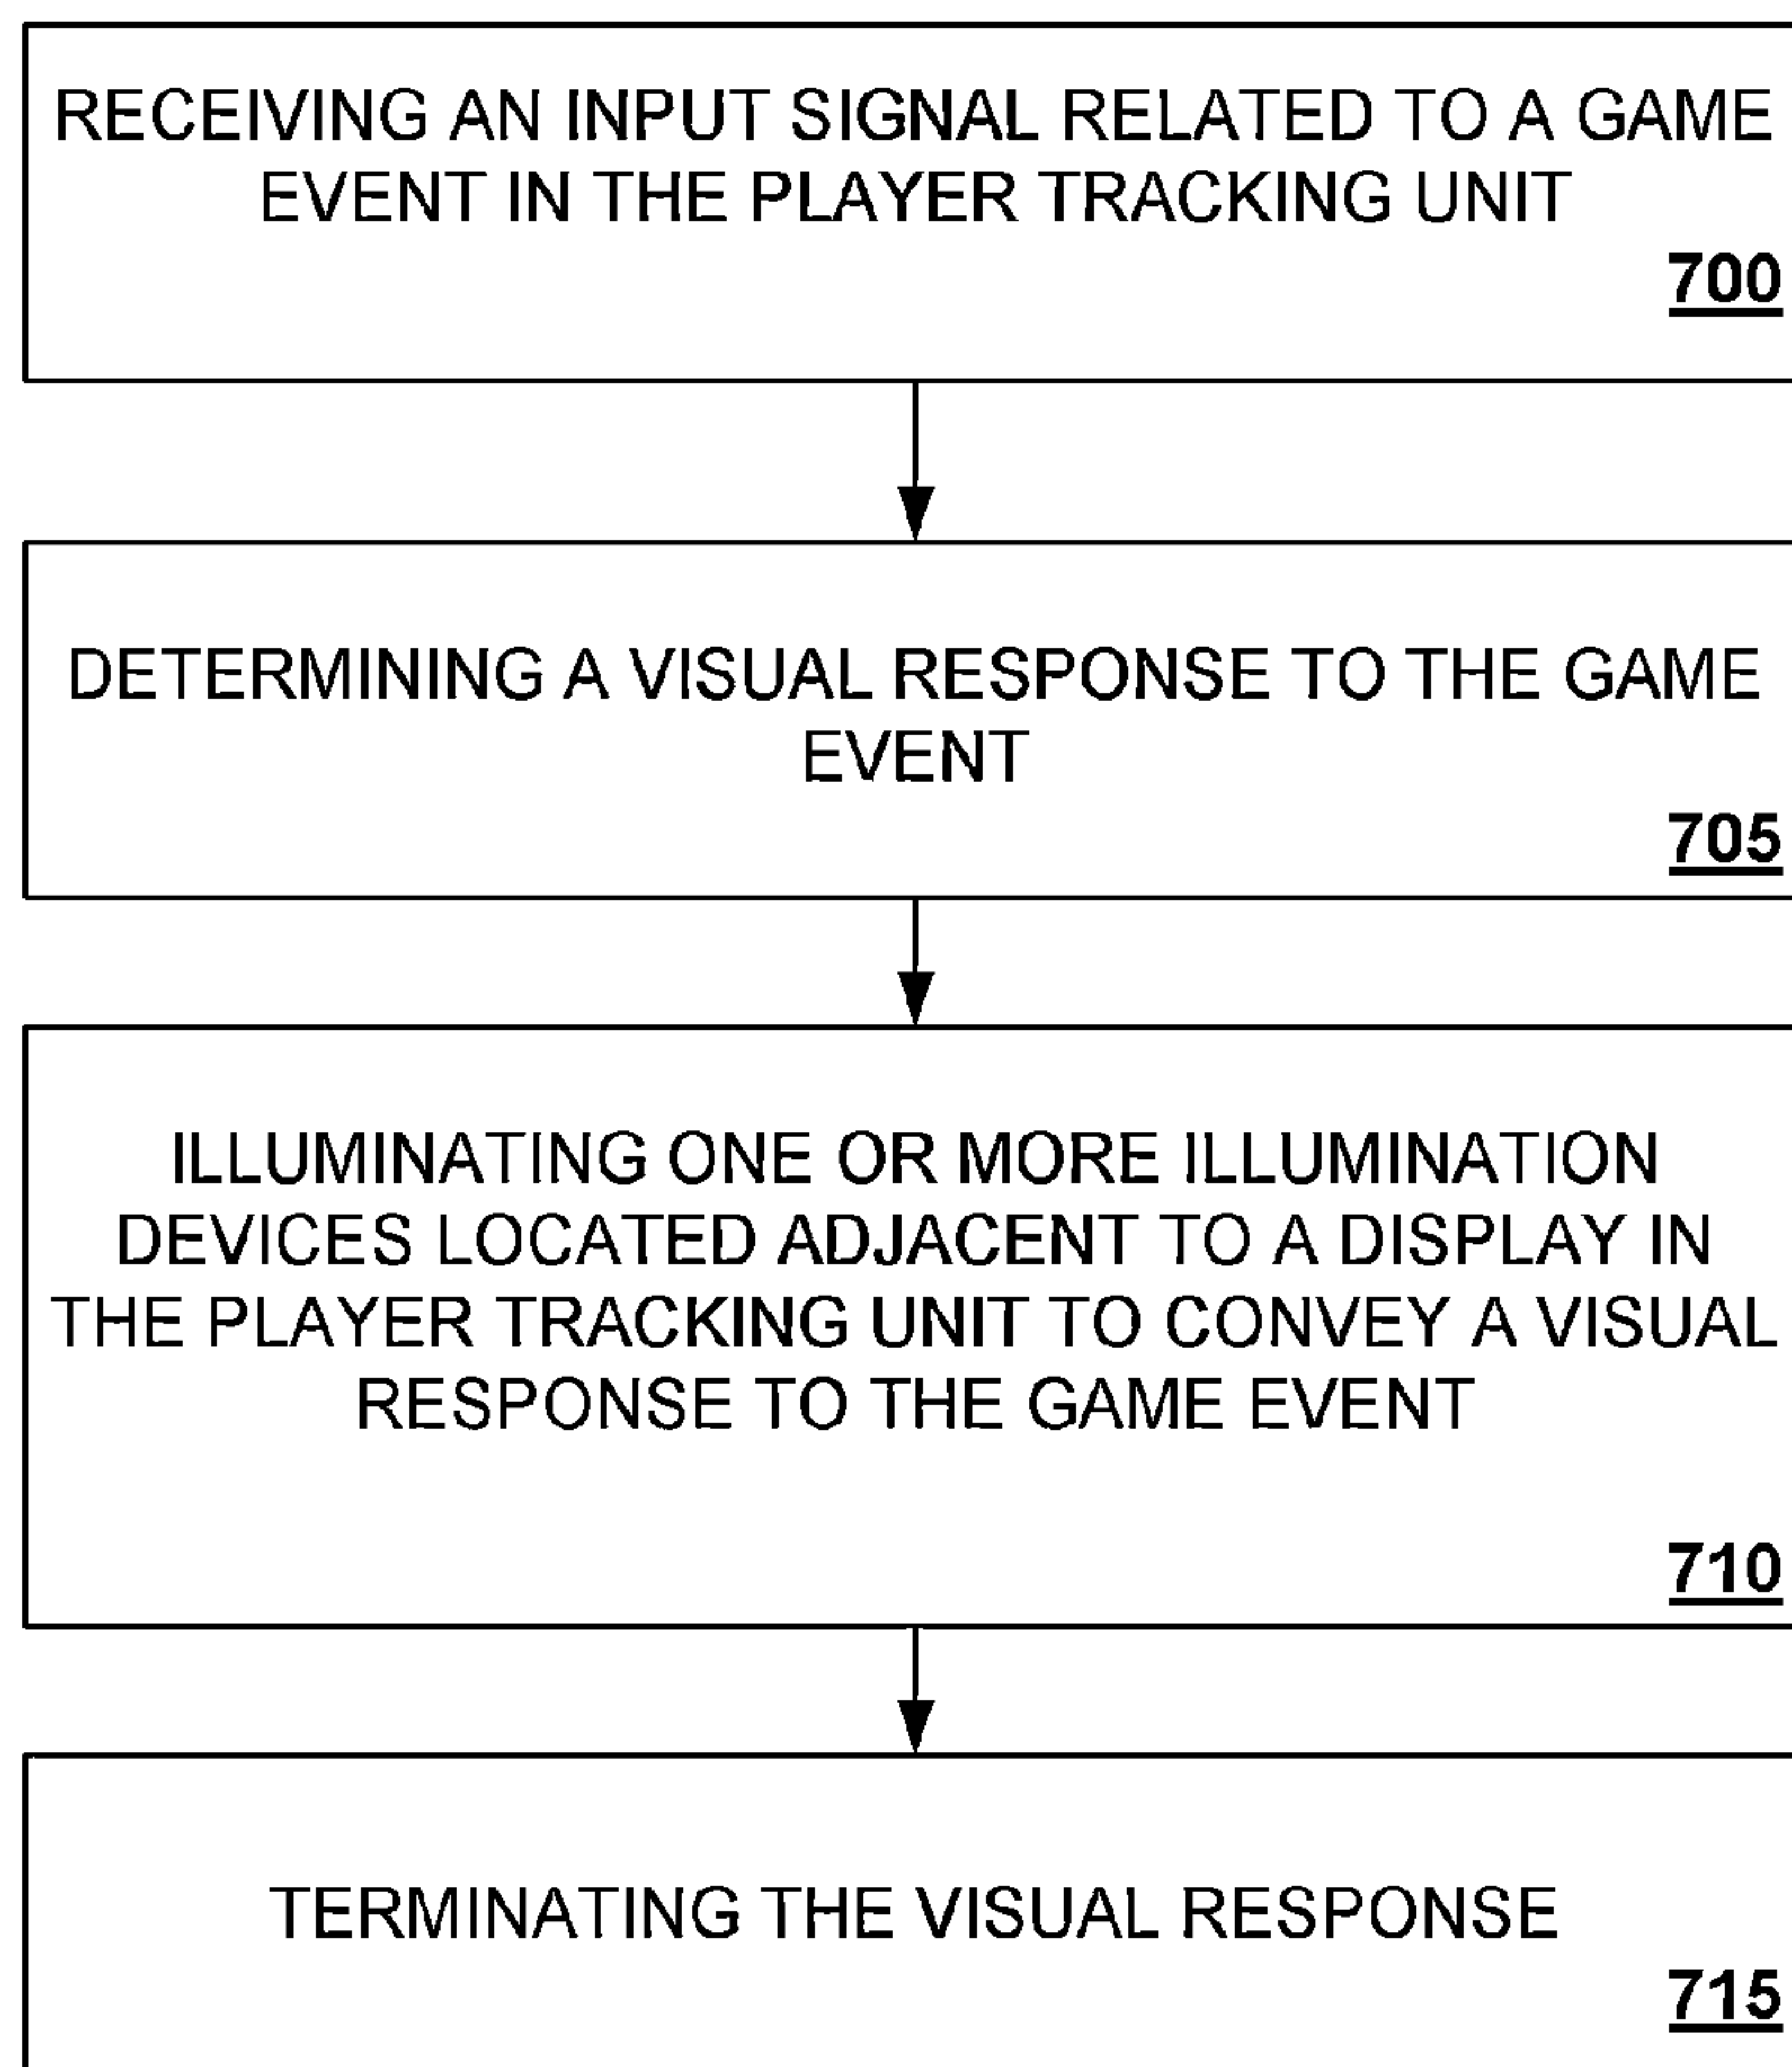 RECEIVING AN INPUT SIGNAL RELATED TO A GAME
EVENT IN THE PLAYER TRACKING UNIT
700
DETERMINING A VISUAL RESPONSE TO THE GAME
EVENT
705
ILLUMINATING ONE OR MORE ILLUMINATION
DEVICES LOCATED ADJACENT TO A DISPLAY IN
THE PLAYER TRACKING UNIT TO CONVEY A VISUAL
RESPONSE TO THE GAME EVENT
710
TERMINATING THE VISUAL RESPONSE
715